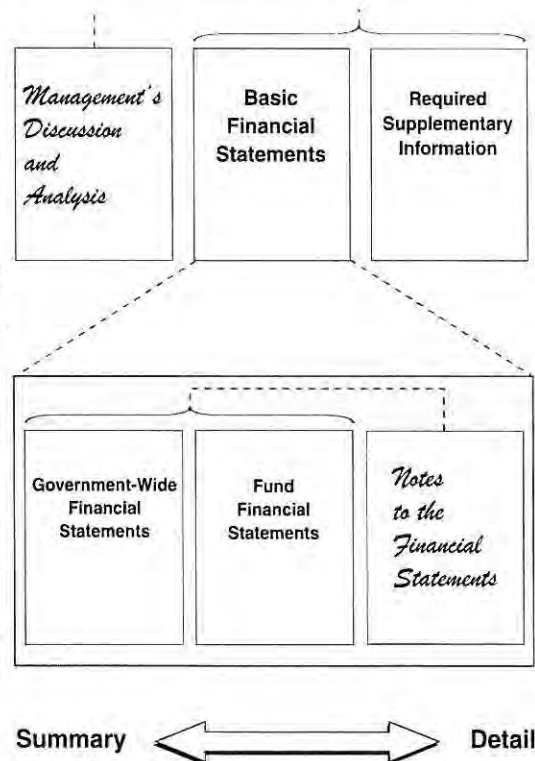 Management's
Discussion
and
Analysis
Basic
Financial
Statements
Required
Supplementary
Information
Government-Wide
Financial
Statements
Fund
Financial
Statements
Notes
to the
Financial
Statements
Summary
Detail